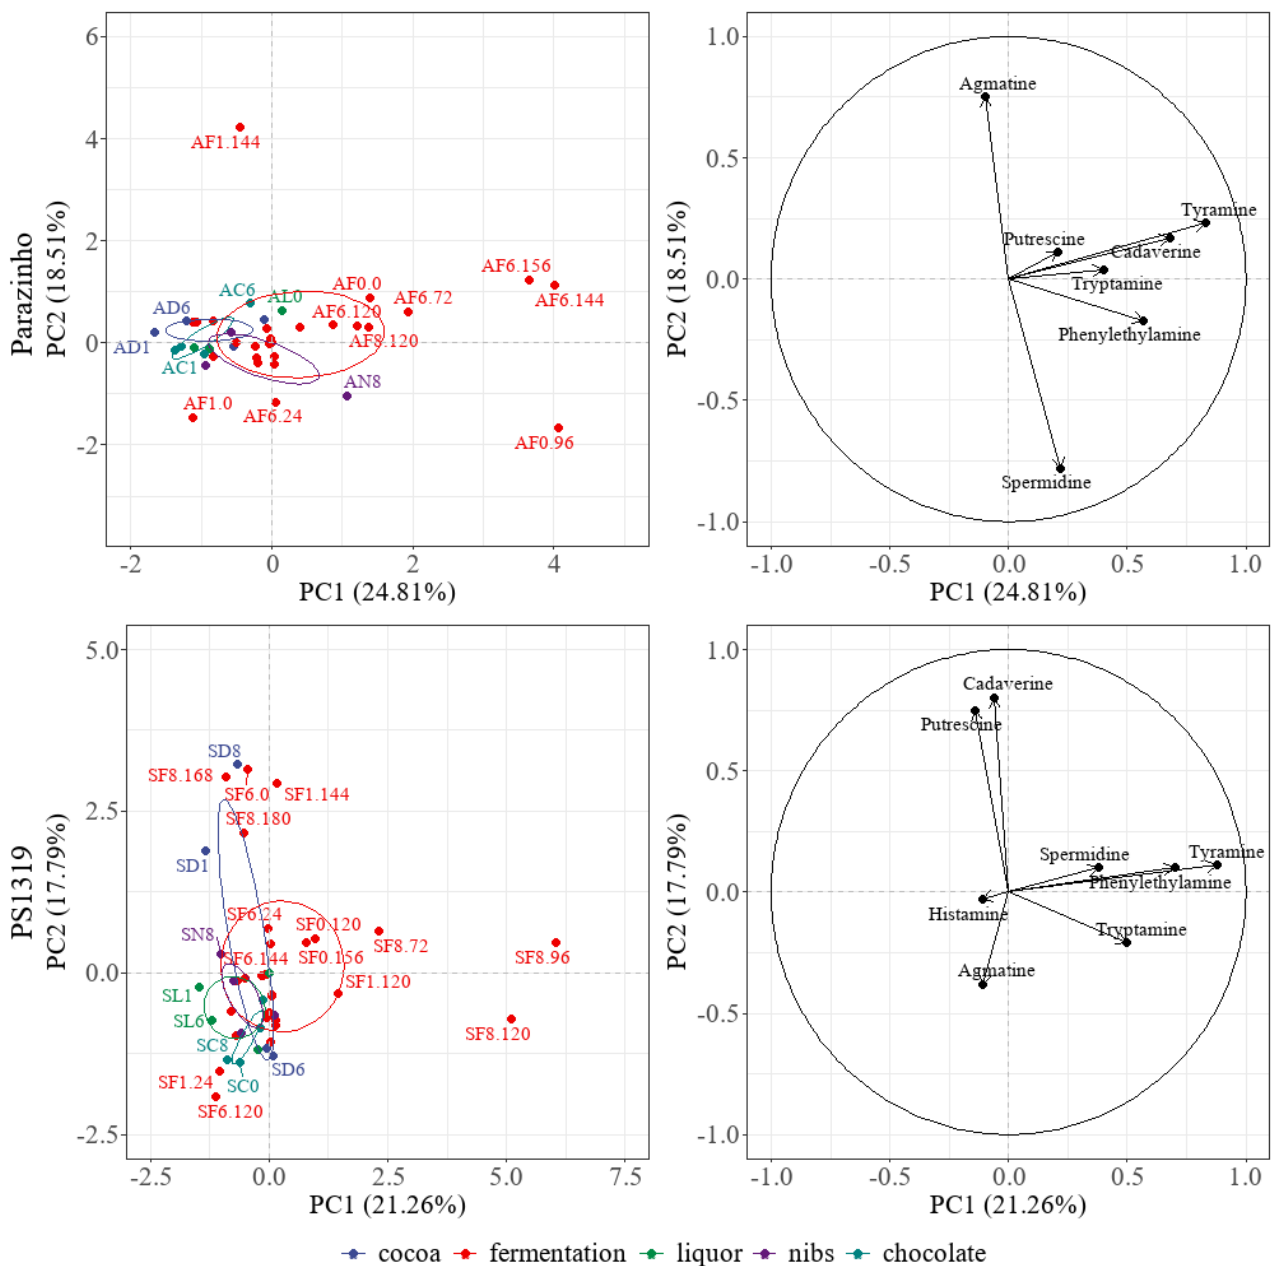 Parazinho
PC2 (18.51%)
6
4
2
0
-2
AF1.144
AF6.156
AF6.144
AF0.0
AC6
AL0
AF6.72
AD6
AF6.120
AF8.120
AD1
AC1
AN8
AF1.0
AF6.24
AF0.96
-2
0
2
4
PC1 (24.81%)
PC2 (18.51%)
1.0
0.5
0.0
-0.5
-1.0
Agmatine
Tyramine
Putrescine
Cadaverine
Tryptamine
Phenylethylamine
Spermidine
-1.0
-0.5
0.0
0.5
1.0
PC1 (24.81%)
PS1319
PC2 (17.79%)
5.0
2.5
0.0
-2.5
SD8
SF8.168
SF6.0
SF1.144
SF8.180
SD1
SF6.24
SF0.120
SN8
SF8.72
SF6.144
SF0.156
SF8.96
SF1.120
SL1
SL6
SF8.120
SC8
SD6
SF1.24
SC0
SF6.120
-2.5
0.0
2.5
5.0
7.5
PC1 (21.26%)
PC2 (17.79%)
1.0
0.5
0.0
-0.5
-1.0
Cadaverine
Putrescine
Spermidine
Tyramine
Phenylethylamine
Histamine
Tryptamine
Agmatine
-1.0
-0.5
0.0
0.5
1.0
PC1 (21.26%)
cocoa fermentation liquor nibs chocolate